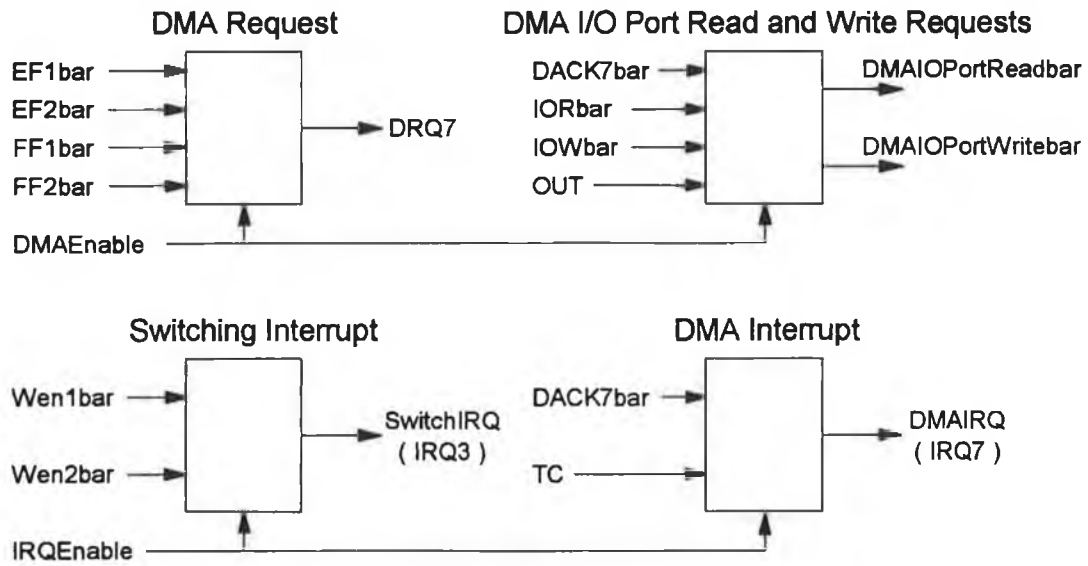 DMA Request
EF1bar
EF2bar
FF1bar
FF2bar
DRQ7
DMAEnable
DMA I/O Port Read and Write Requests
DACK7bar
IORbar
IOWbar
OUT
DMAIOPortReadbar
DMAIOPortWritebar
Switching Interrupt
Wen1bar
Wen2bar
SwitchIRQ
( IRQ3 )
IRQEnable
DMA Interrupt
DACK7bar
TC
DMAIRQ
( IRQ7 )